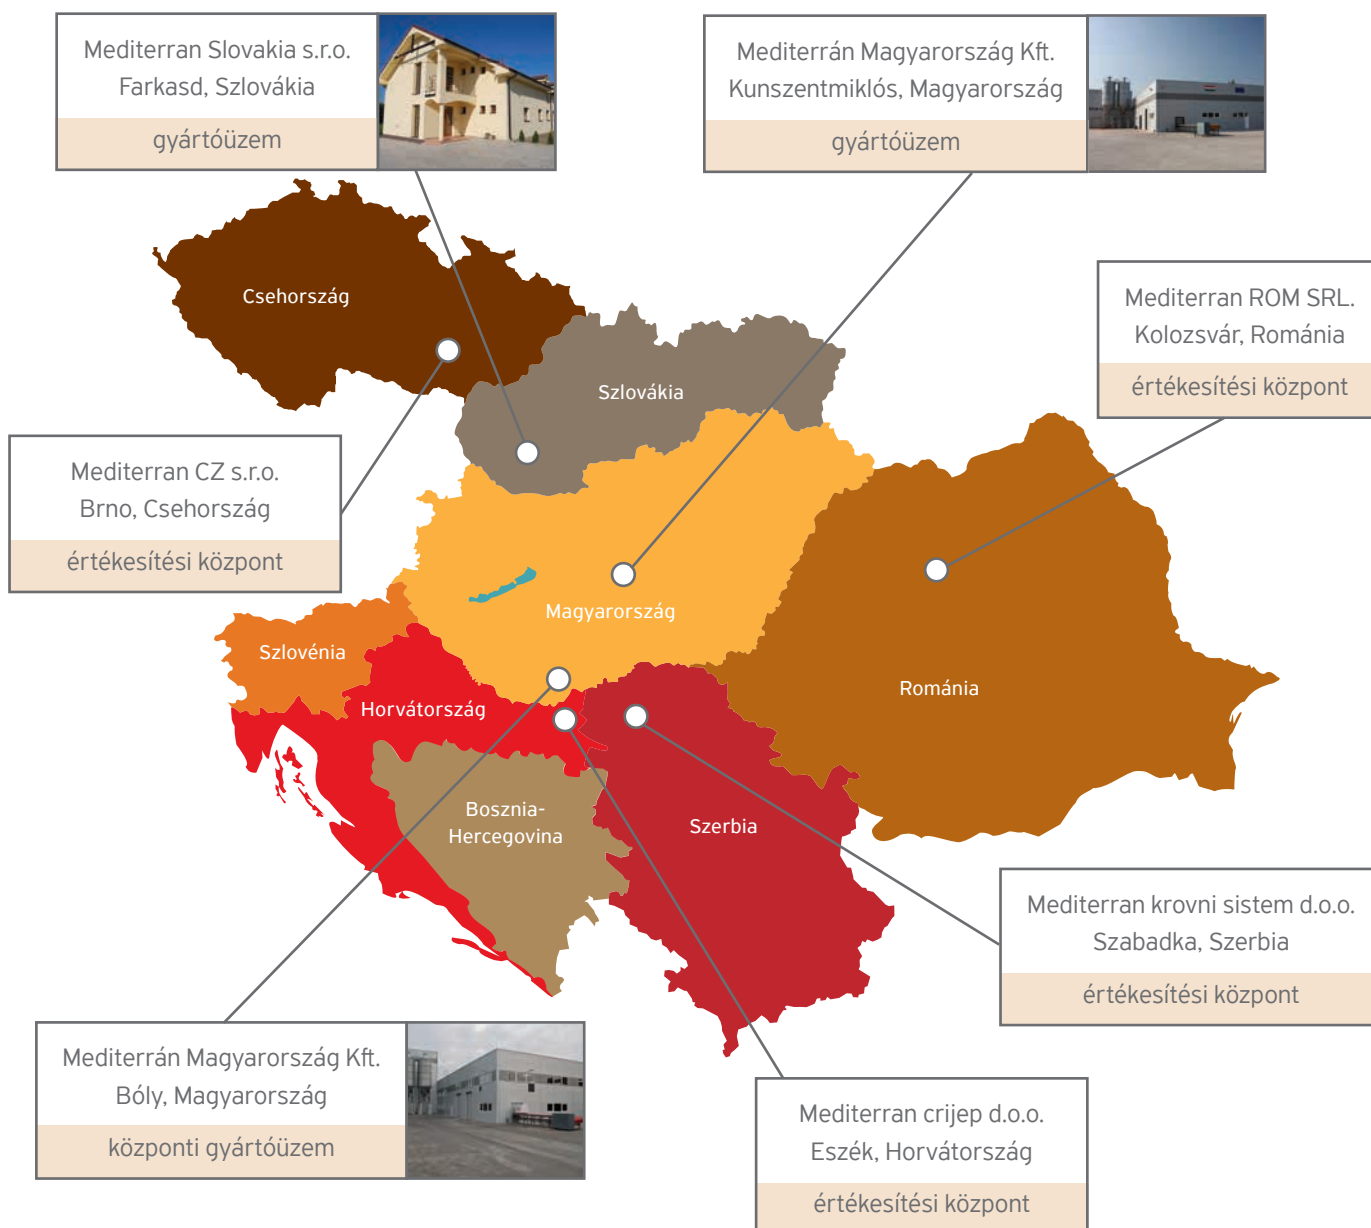 Mediterran Slovakia s.r.o.
Farkasd, Szlovákia
gyártóüzem
Mediterrán Magyarország Kft.
Kunszentmiklós, Magyarország
gyártóüzem
Csehország
Mediterran ROM SRL.
Kolozsvár, Románia
értékesítési központ
Szlovákia
Mediterran CZ s.r.o.
Brno, Csehország
értékesítési központ
Magyarország
Szlovénia
Románia
Horvátország
Bosznia-
Hercegovina
Szerbia
Mediterran krovni sistem d.o.o.
Szabadka, Szerbia
értékesítési központ
Mediterrán Magyarország Kft.
Bóly, Magyarország
központi gyártóüzem
Mediterran crijep d.o.o.
Eszék, Horvátország
értékesítési központ